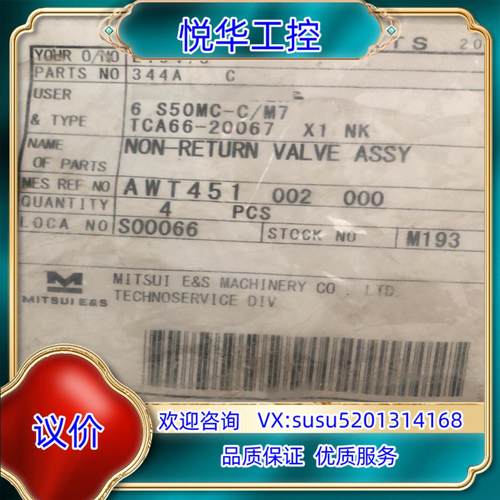 悦华工控
TS 20
YOUR O/NO
PARTS NO 344A C
USER 6 S50MC-C/M7
& TYPE TCA66-20067 X1 NK
NAME NON-RETURN VALVE ASSY
OF PARTS
MES REF NO AWT451 002 000
QUANTITY 4 PCS
LOCA NO S00066 STOCK NO M193
MITSUI E&S MACHINERY CO., LTD.
MITSUI E&S TECHNOSERVICE DIV
议价
欢迎咨询 VX:susu5201314168
品质保证 优质服务